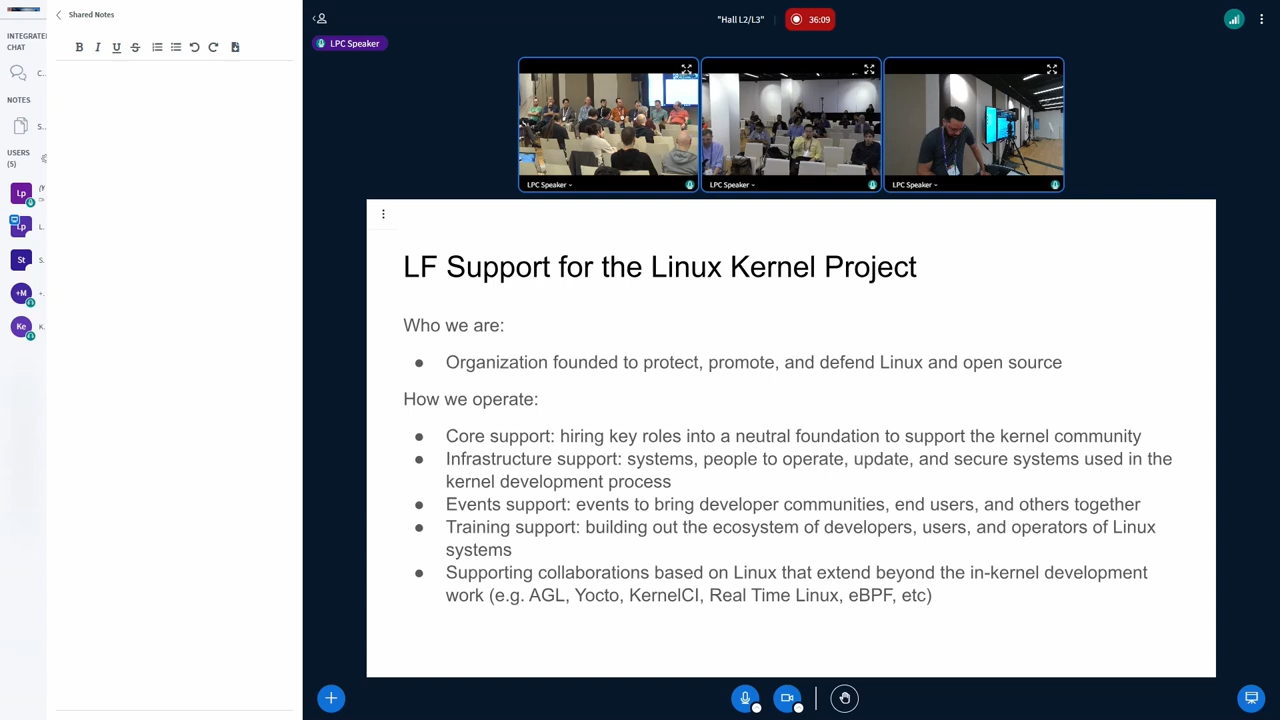 Shared Notes
INTEGRATE
CHAT
C...
NOTES
S...
USERS
(5)
Lp
Lp
L..
St
S.
+M
+.
Ke
K.
B I U S
"Hall L2/L3"
36:09
LPC Speaker
LPC Speaker
LPC Speaker
LPC Speaker
LF Support for the Linux Kernel Project
Who we are:
● Organization founded to protect, promote, and defend Linux and open source
How we operate:
● Core support: hiring key roles into a neutral foundation to support the kernel community
● Infrastructure support: systems, people to operate, update, and secure systems used in the
kernel development process
● Events support: events to bring developer communities, end users, and others together
● Training support: building out the ecosystem of developers, users, and operators of Linux
systems
● Supporting collaborations based on Linux that extend beyond the in-kernel development
work (e.g. AGL, Yocto, KernelCI, Real Time Linux, eBPF, etc)